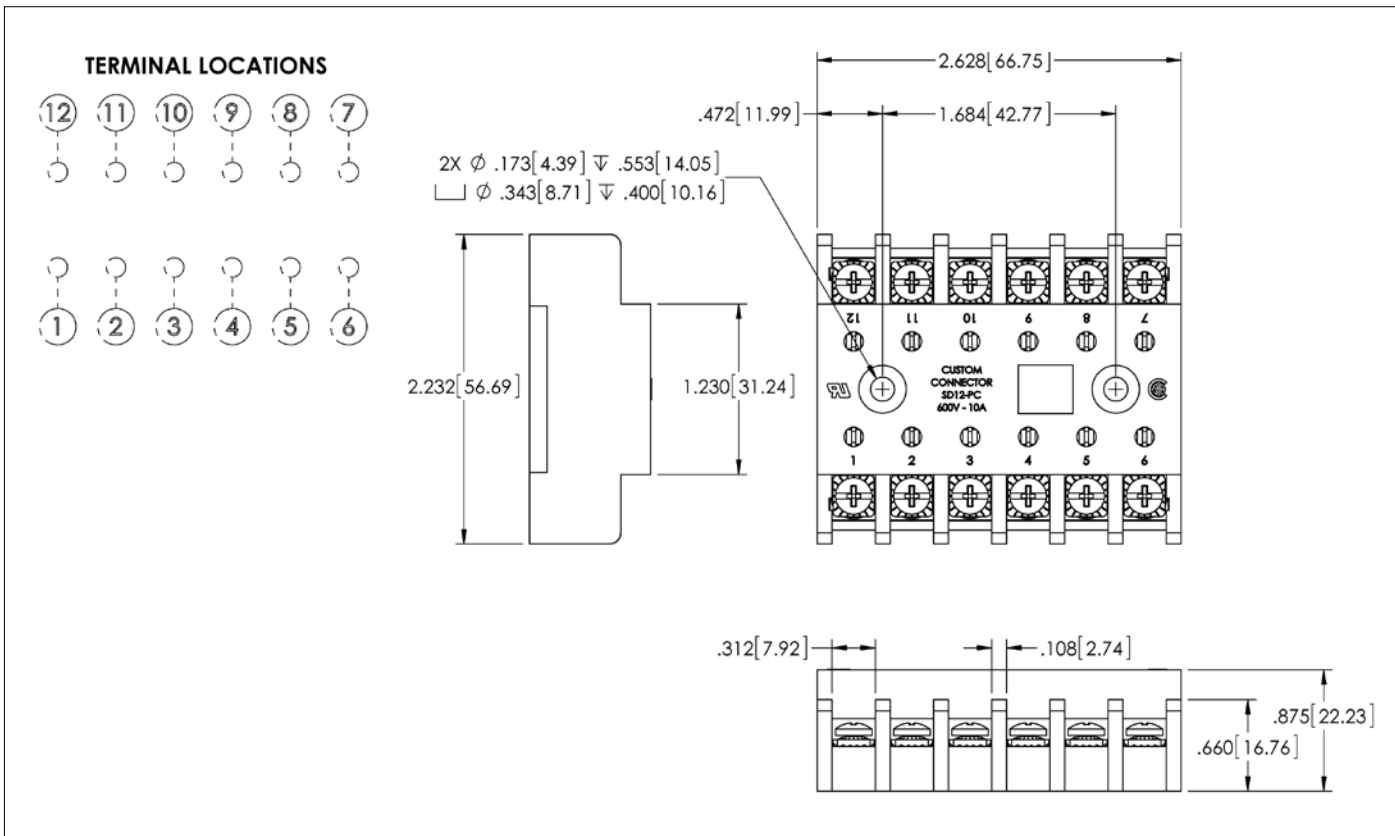 TERMINAL LOCATIONS
12 11 10 9 8 7
1 2 3 4 5 6
2.628[66.75]
.472[11.99] 1.684[42.77]
2X ⌀ .173[4.39] ↧ .553[14.05]
⌴ ⌀ .343[8.71] ↧ .400[10.16]
2.232[56.69]
1.230[31.24]
12 11 10 9 8 7
CUSTOM
CONNECTOR
SD12-PC
600V - 10A
1 2 3 4 5 6
.312[7.92] .108[2.74]
.875[22.23]
.660[16.76]